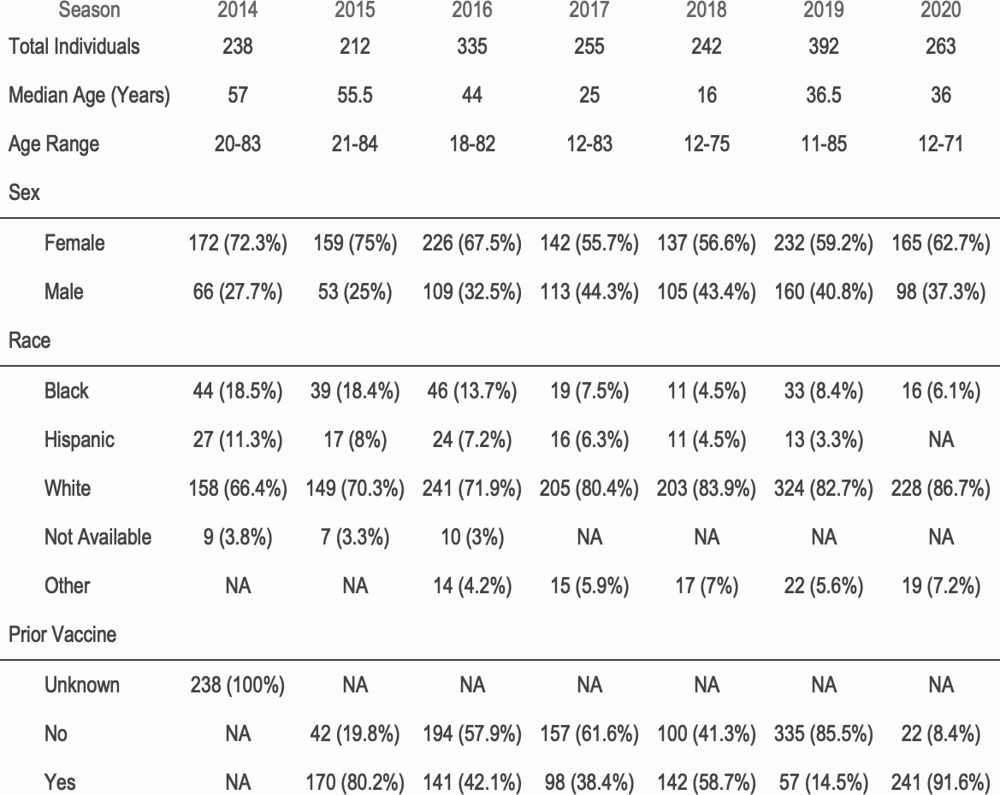 Season 2014 2015 2016 2017 2018 2019 2020
Total Individuals 238 212 335 255 242 392 263
Median Age (Years) 57 55.5 44 25 16 36.5 36
Age Range 20-83 21-84 18-82 12-83 12-75 11-85 12-71
Sex
Female 172 (72.3%) 159 (75%) 226 (67.5%) 142 (55.7%) 137 (56.6%) 232 (59.2%) 165 (62.7%)
Male 66 (27.7%) 53 (25%) 109 (32.5%) 113 (44.3%) 105 (43.4%) 160 (40.8%) 98 (37.3%)
Race
Black 44 (18.5%) 39 (18.4%) 46 (13.7%) 19 (7.5%) 11 (4.5%) 33 (8.4%) 16 (6.1%)
Hispanic 27 (11.3%) 17 (8%) 24 (7.2%) 16 (6.3%) 11 (4.5%) 13 (3.3%) NA
White 158 (66.4%) 149 (70.3%) 241 (71.9%) 205 (80.4%) 203 (83.9%) 324 (82.7%) 228 (86.7%)
Not Available 9 (3.8%) 7 (3.3%) 10 (3%) NA NA NA NA
Other NA NA 14 (4.2%) 15 (5.9%) 17 (7%) 22 (5.6%) 19 (7.2%)
Prior Vaccine
Unknown 238 (100%) NA NA NA NA NA NA
No NA 42 (19.8%) 194 (57.9%) 157 (61.6%) 100 (41.3%) 335 (85.5%) 22 (8.4%)
Yes NA 170 (80.2%) 141 (42.1%) 98 (38.4%) 142 (58.7%) 57 (14.5%) 241 (91.6%)